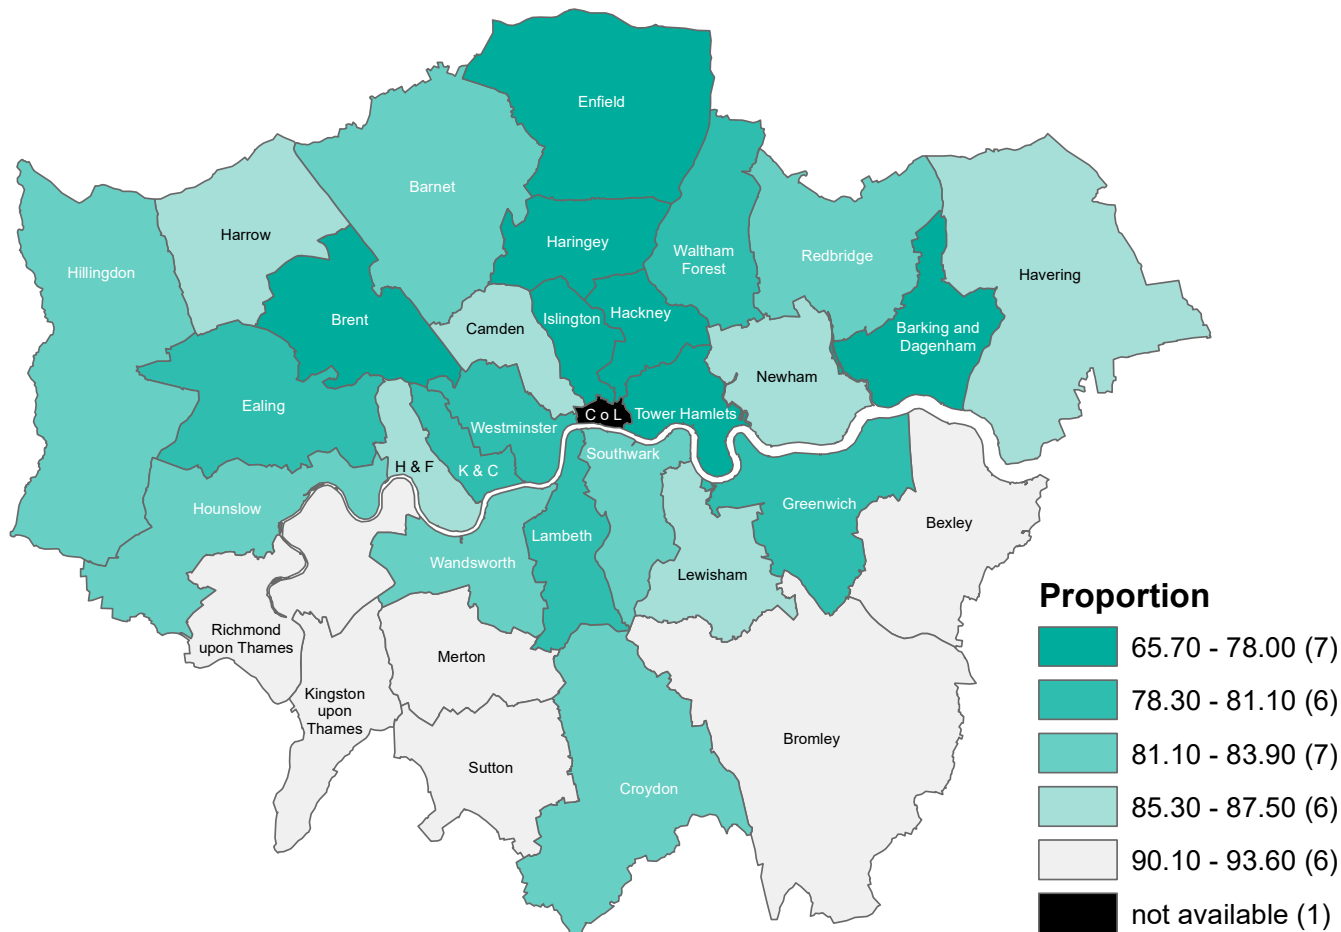 Enfield
Barnet
Harrow
Haringey
Waltham
Forest
Redbridge
Hillingdon
Havering
Brent
Camden
Islington
Hackney
Barking and
Dagenham
Newham
Ealing
Westminster
C o L
Tower Hamlets
H & F
K & C
Southwark
Hounslow
Greenwich
Bexley
Wandsworth
Lambeth
Lewisham
Richmond
upon Thames
Merton
Kingston
upon
Thames
Bromley
Sutton
Croydon
Proportion
65.70 - 78.00 (7)
78.30 - 81.10 (6)
81.10 - 83.90 (7)
85.30 - 87.50 (6)
90.10 - 93.60 (6)
not available (1)